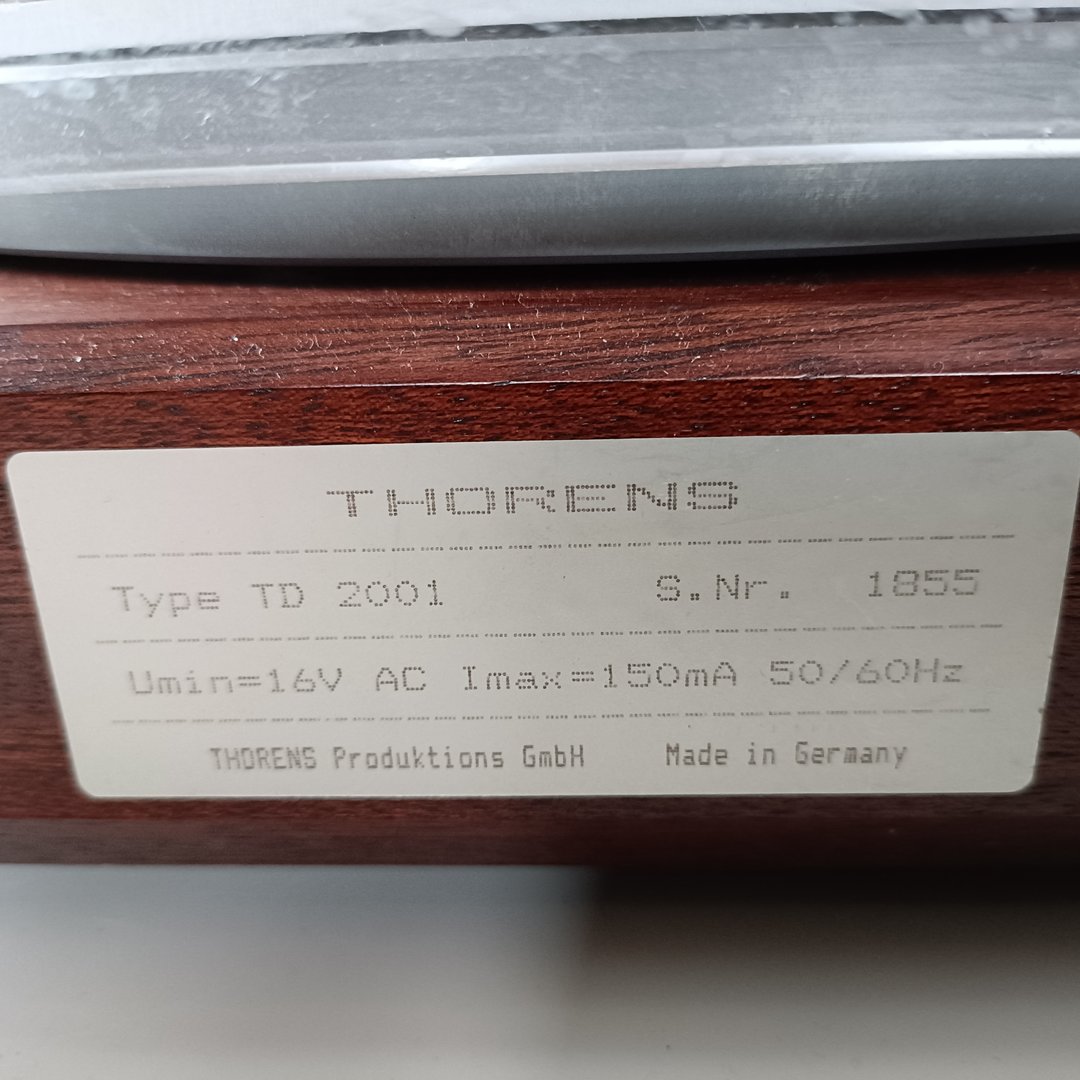 THORENS
Type TD 2001 S.Nr. 1855
Umin=16V AC Imax=150mA 50/60Hz
THORENS Produktions GmbH Made in Germany